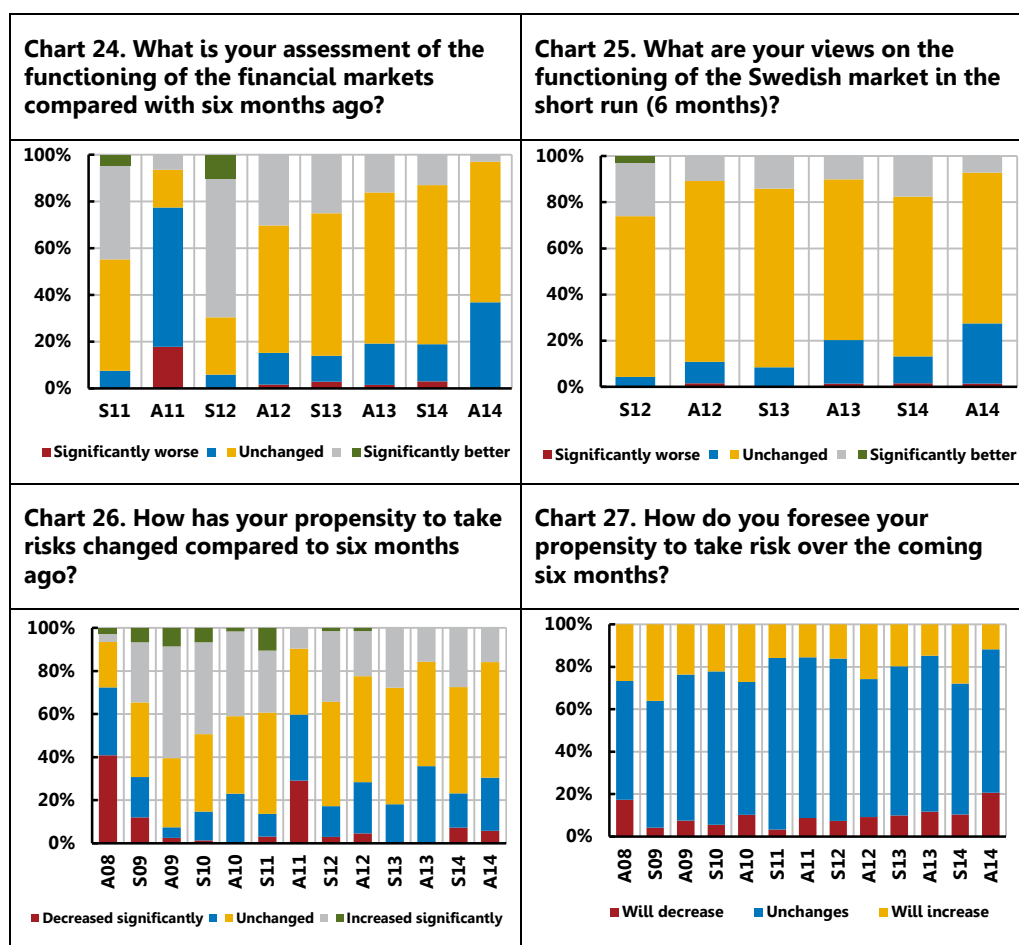 Chart 24. What is your assessment of the
functioning of the financial markets
compared with six months ago?
100%
80%
60%
40%
20%
0%
S11 A11 S12 A12 S13 A13 S14 A14
Significantly worse Unchanged Significantly better
Chart 25. What are your views on the
functioning of the Swedish market in the
short run (6 months)?
100%
80%
60%
40%
20%
0%
S12 A12 S13 A13 S14 A14
Significantly worse Unchanged Significantly better
Chart 26. How has your propensity to take
risks changed compared to six months
ago?
100%
80%
60%
40%
20%
0%
A08 S09 A09 S10 A10 S11 A11 S12 A12 S13 A13 S14 A14
Decreased significantly Unchanged Increased significantly
Chart 27. How do you foresee your
propensity to take risk over the coming
six months?
100%
80%
60%
40%
20%
0%
A08 S09 A09 S10 A10 S11 A11 S12 A12 S13 A13 S14 A14
Will decrease Unchanges Will increase